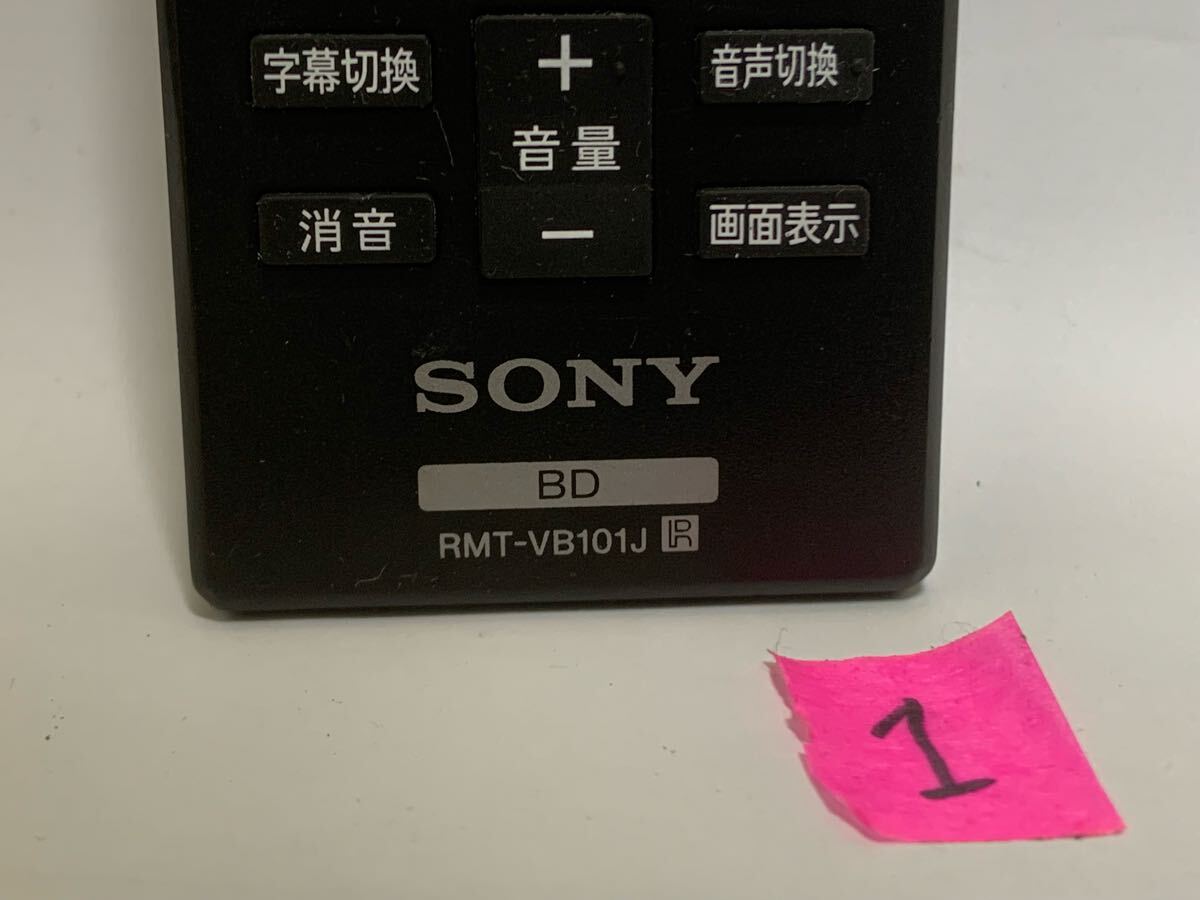 字幕切換
+
音量
−
音声切換
消音
画面表示
SONY
BD
RMT-VB101J
1